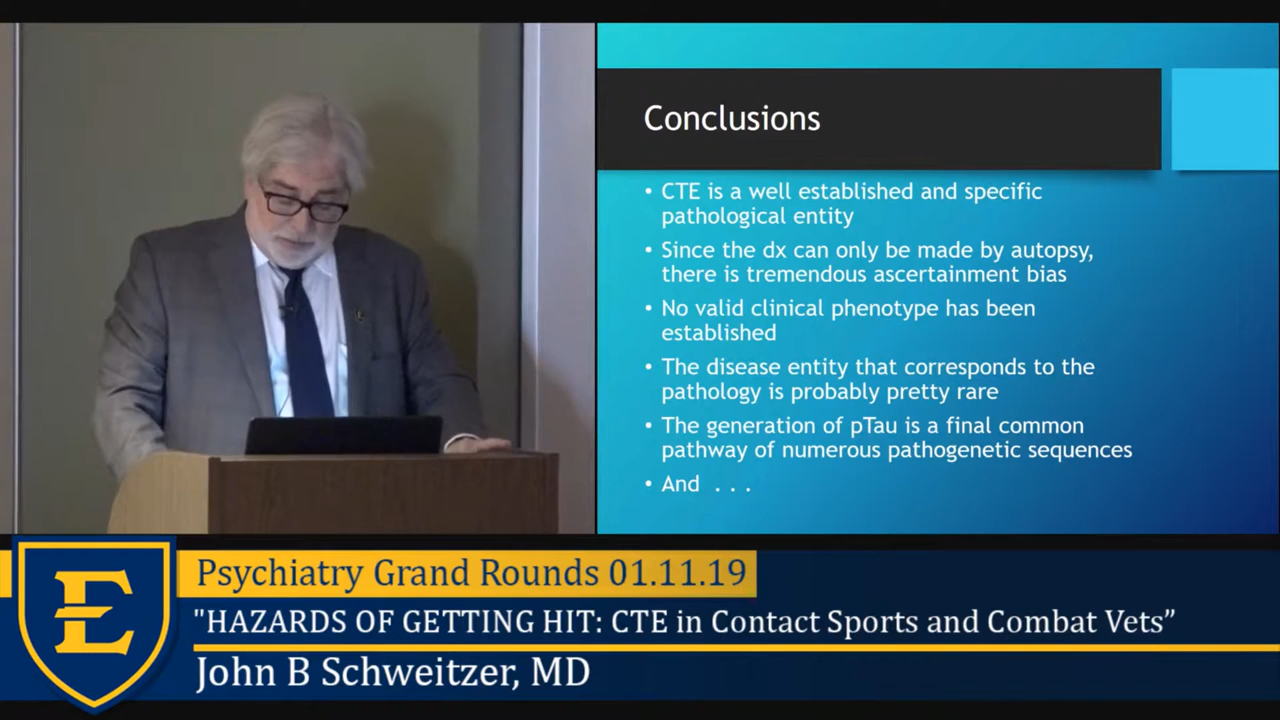 Conclusions
• CTE is a well established and specific
pathological entity
• Since the dx can only be made by autopsy,
there is tremendous ascertainment bias
• No valid clinical phenotype has been
established
• The disease entity that corresponds to the
pathology is probably pretty rare
• The generation of pTau is a final common
pathway of numerous pathogenetic sequences
• And . . .
E
Psychiatry Grand Rounds 01.11.19
"HAZARDS OF GETTING HIT: CTE in Contact Sports and Combat Vets”
John B Schweitzer, MD